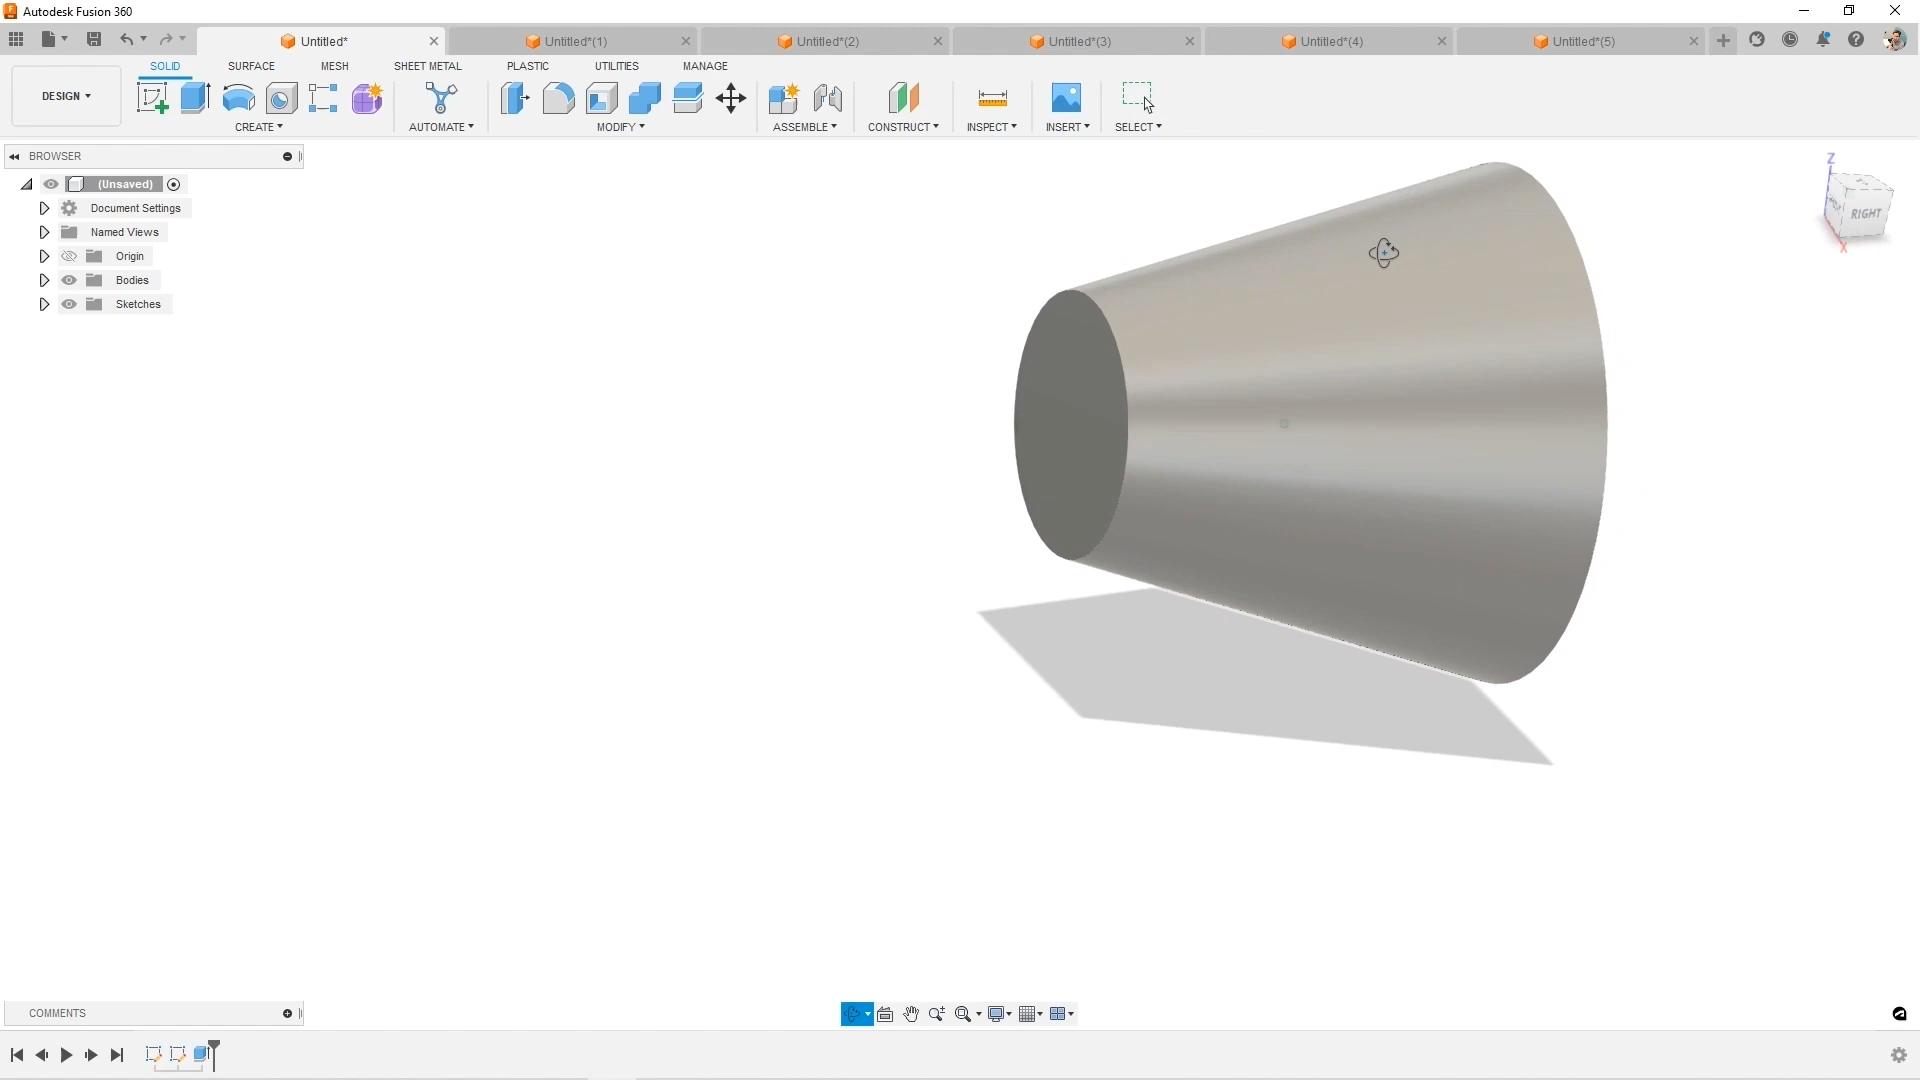 Autodesk Fusion 360
Untitled*
Untitled*(1)
Untitled*(2)
Untitled*(3)
Untitled*(4)
Untitled*(5)
SOLID
SURFACE
MESH
SHEET METAL
PLASTIC
UTILITIES
MANAGE
DESIGN
CREATE
AUTOMATE
MODIFY
ASSEMBLE
CONSTRUCT
INSPECT
INSERT
SELECT
BROWSER
(Unsaved)
Document Settings
Named Views
Origin
Bodies
Sketches
Z
RIGHT
X
COMMENTS